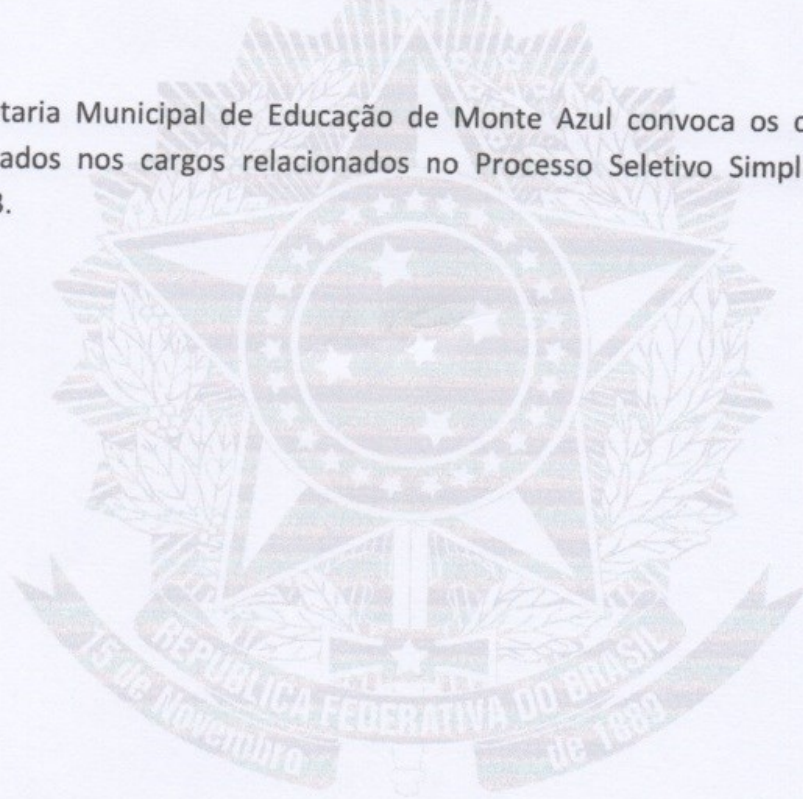 taria Municipal de Educação de Monte Azul convoca os c
ados nos cargos relacionados no Processo Seletivo Simpl
3.
REPUBLICA FEDERATIVA DO BRASIL
15 de Novembro
de 1889